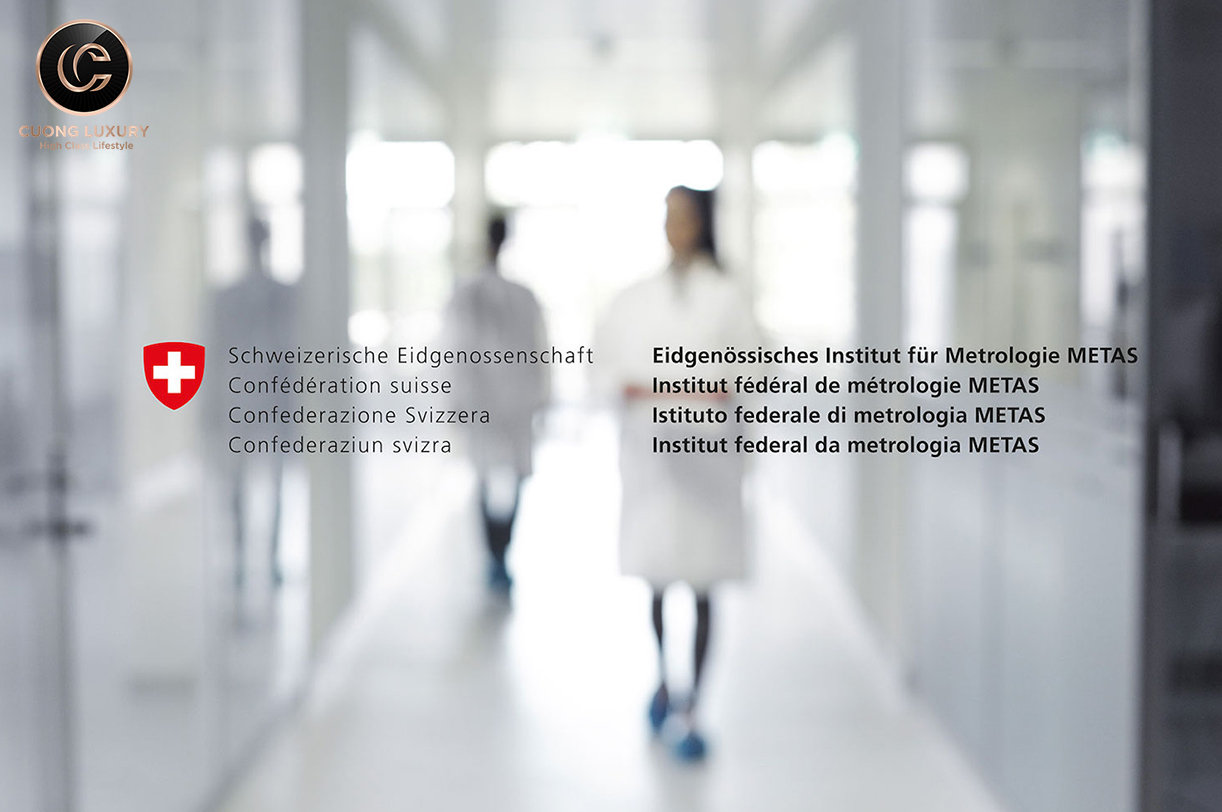 CUONG LUXURY
High Class Lifestyle
Schweizerische Eidgenossenschaft
Confédération suisse
Confederazione Svizzera
Confederaziun svizra
Eidgenössisches Institut für Metrologie METAS
Institut fédéral de métrologie METAS
Istituto federale di metrologia METAS
Institut federal da metrologia METAS